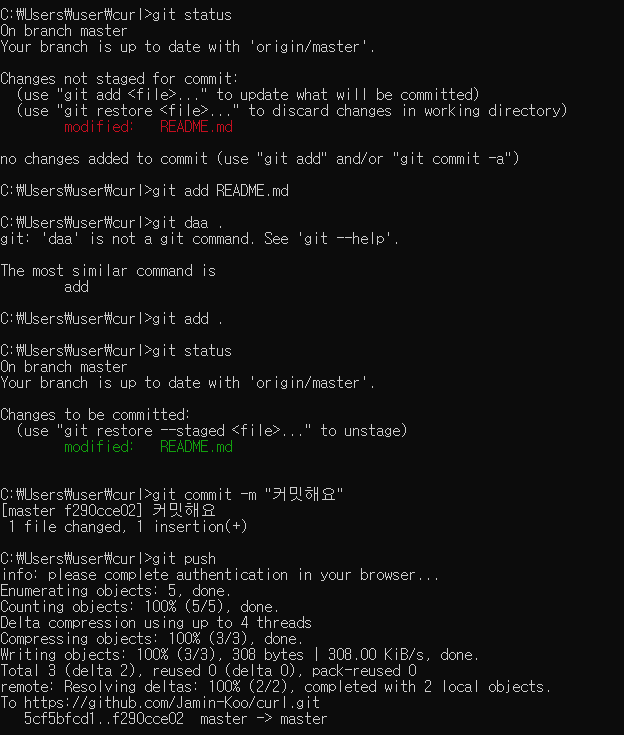 C:₩Users₩user₩curl>git status
On branch master
Your branch is up to date with 'origin/master'.
Changes not staged for commit:
(use "git add <file>..." to update what will be committed)
(use "git restore <file>..." to discard changes in working directory)
modified: README.md
no changes added to commit (use "git add" and/or "git commit -a")
C:₩Users₩user₩curl>git add README.md
C:₩Users₩user₩curl>git daa .
git: 'daa' is not a git command. See 'git --help'.
The most similar command is
add
C:₩Users₩user₩curl>git add .
C:₩Users₩user₩curl>git status
On branch master
Your branch is up to date with 'origin/master'.
Changes to be committed:
(use "git restore --staged <file>..." to unstage)
modified: README.md
C:₩Users₩user₩curl>git commit -m "커밋해요"
[master f290cce02] 커밋해요
1 file changed, 1 insertion(+)
C:₩Users₩user₩curl>git push
info: please complete authentication in your browser...
Enumerating objects: 5, done.
Counting objects: 100% (5/5), done.
Delta compression using up to 4 threads
Compressing objects: 100% (3/3), done.
Writing objects: 100% (3/3), 308 bytes | 308.00 KiB/s, done.
Total 3 (delta 2), reused 0 (delta 0), pack-reused 0
remote: Resolving deltas: 100% (2/2), completed with 2 local objects.
To https://github.com/Jamin-Koo/curl.git
5cf5bfcd1..f290cce02 master -> master